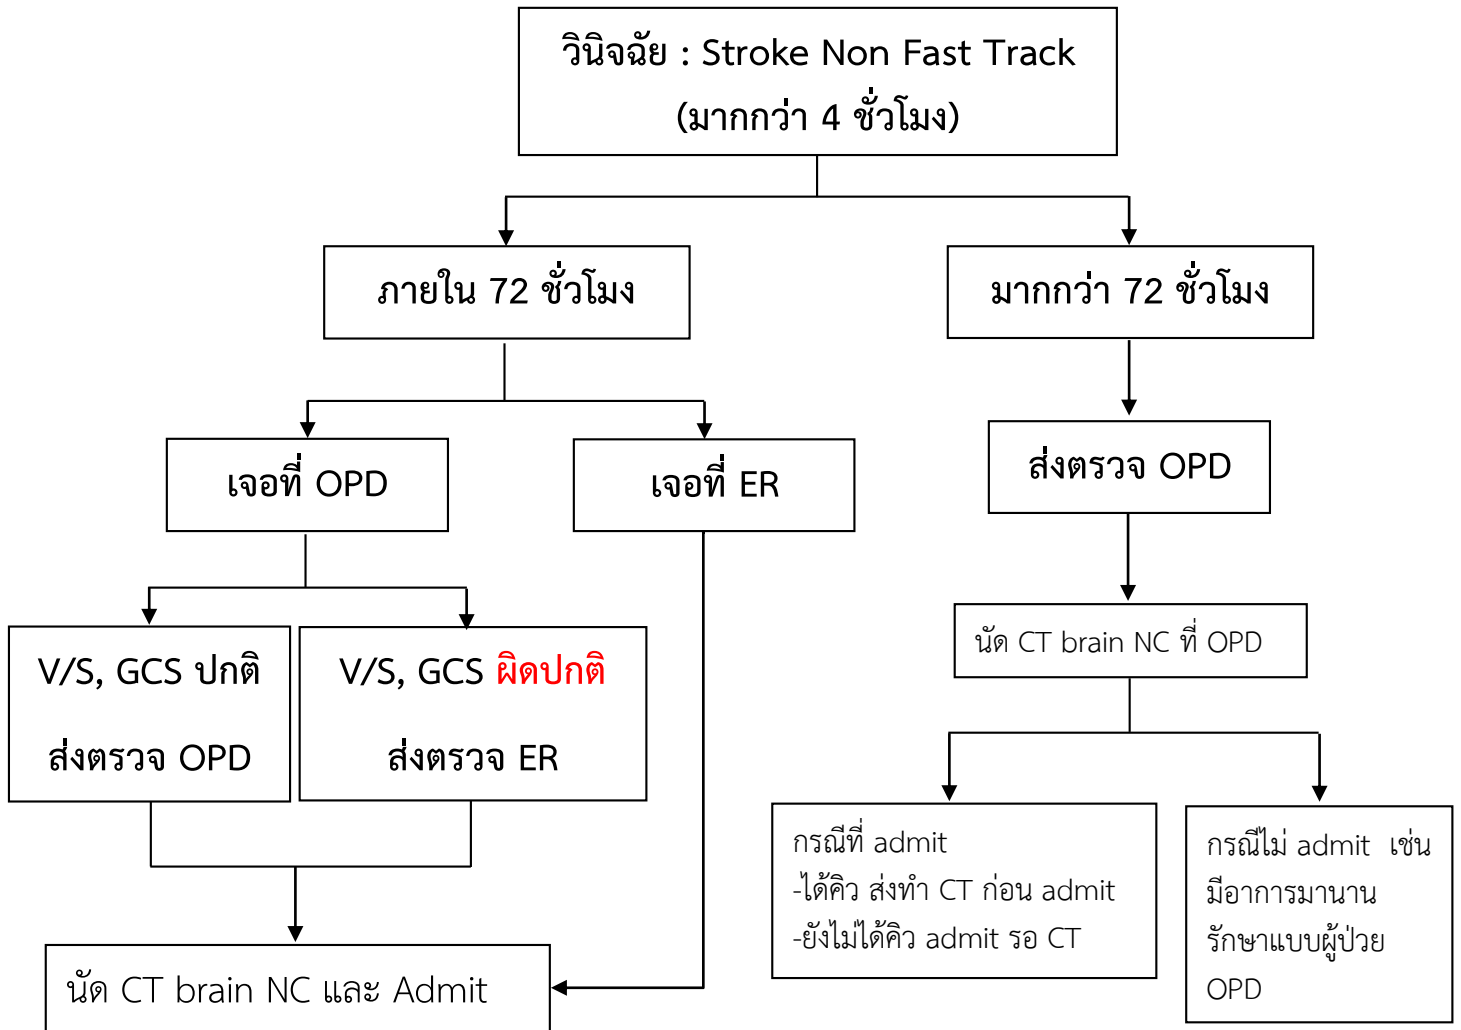 วินิจฉัย : Stroke Non Fast Track
(มากกว่า 4 ชั่วโมง)
ภายใน 72 ชั่วโมง
มากกว่า 72 ชั่วโมง
เจอที่ OPD
เจอที่ ER
ส่งตรวจ OPD
V/S, GCS ปกติ
ส่งตรวจ OPD
V/S, GCS ผิดปกติ
ส่งตรวจ ER
นัด CT brain NC ที่ OPD
กรณีที่ admit
-ได้คิว ส่งทำ CT ก่อน admit
-ยังไม่ได้คิว admit รอ CT
กรณีไม่ admit เช่น
มีอาการมานาน
รักษาแบบผู้ป่วย
OPD
นัด CT brain NC และ Admit